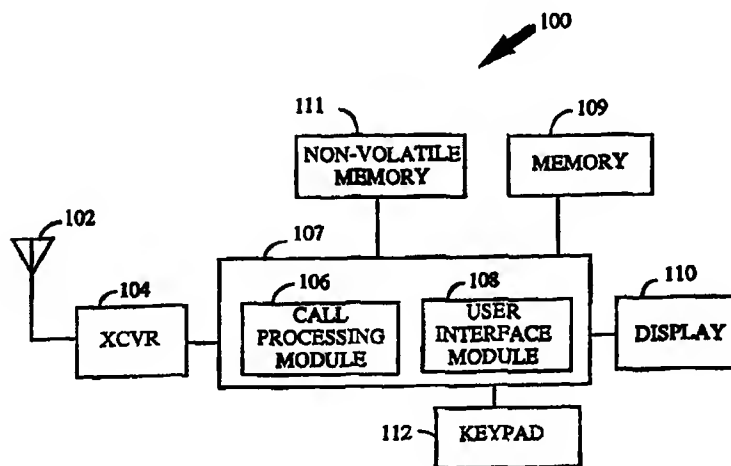 100
111
109
NON-VOLATILE
MEMORY
MEMORY
102
107
104
106
108
110
XCVR
CALL
PROCESSING
MODULE
USER
INTERFACE
MODULE
DISPLAY
112
KEYPAD